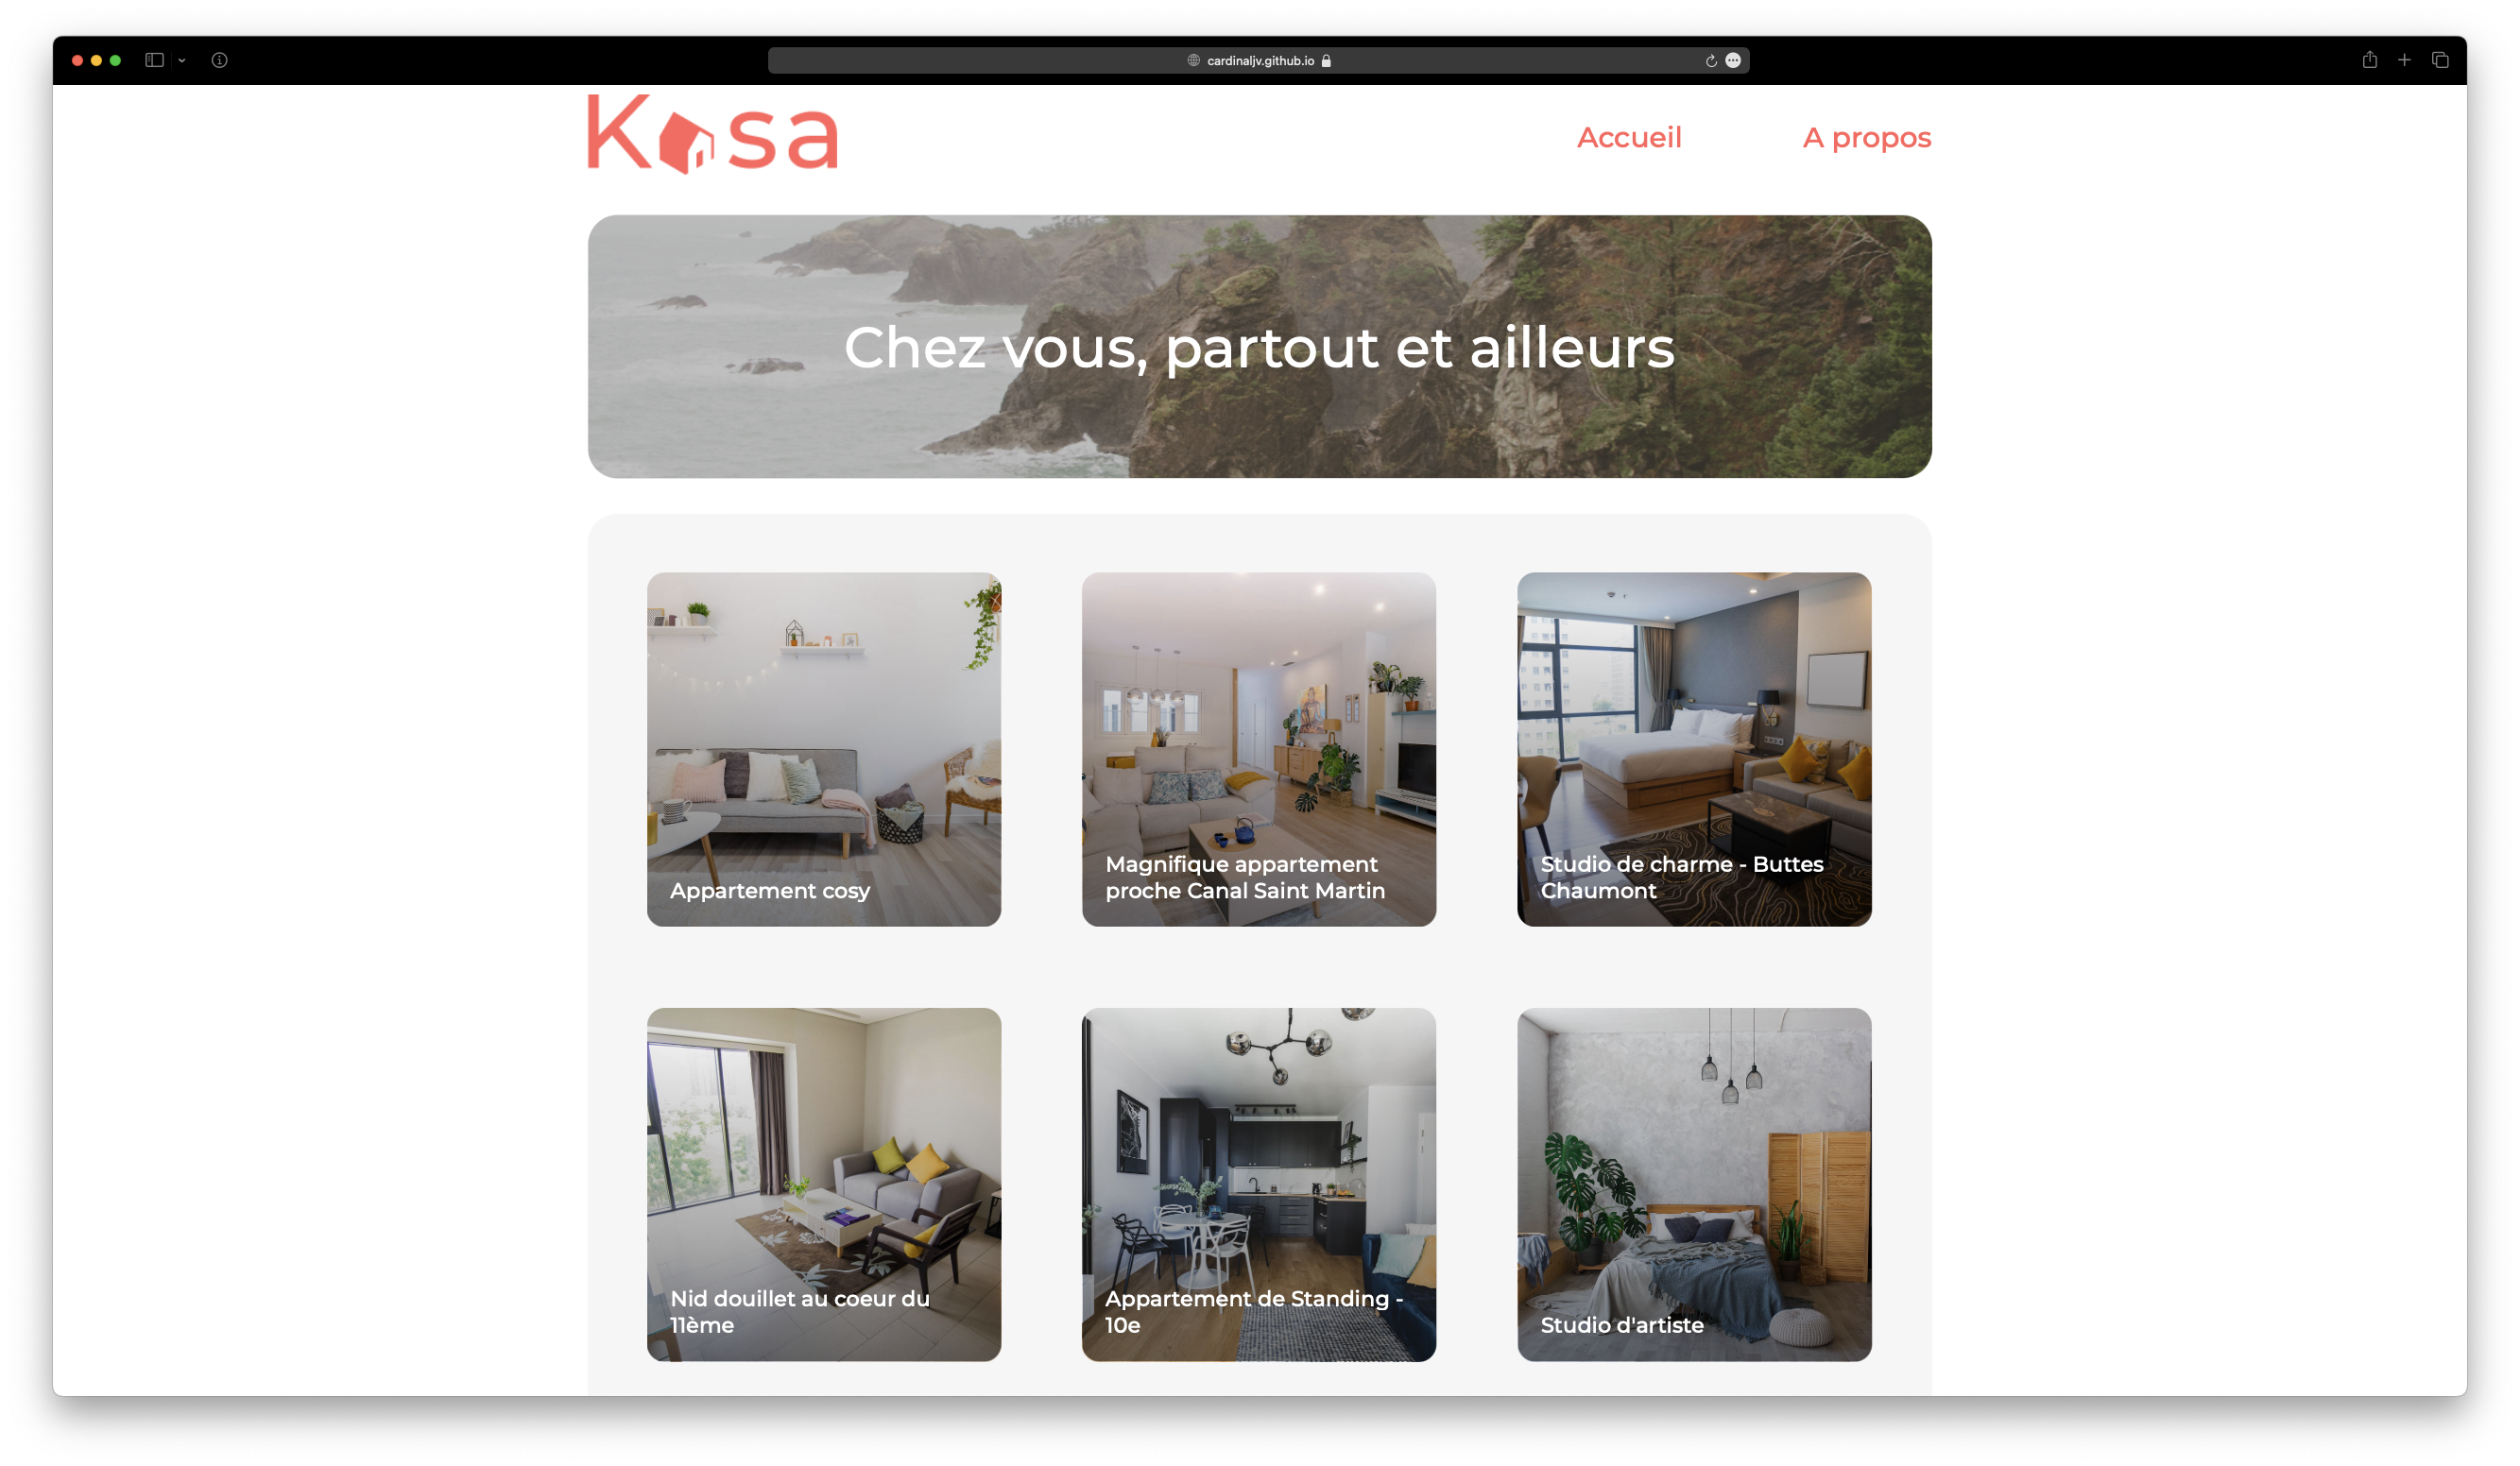 cardinaljv.github.io
Kasa
Accueil
A propos
Chez vous, partout et ailleurs
Appartement cosy
Magnifique appartement
proche Canal Saint Martin
Studio de charme - Buttes
Chaumont
Nid douillet au coeur du
11ème
Appartement de Standing -
10e
Studio d'artiste